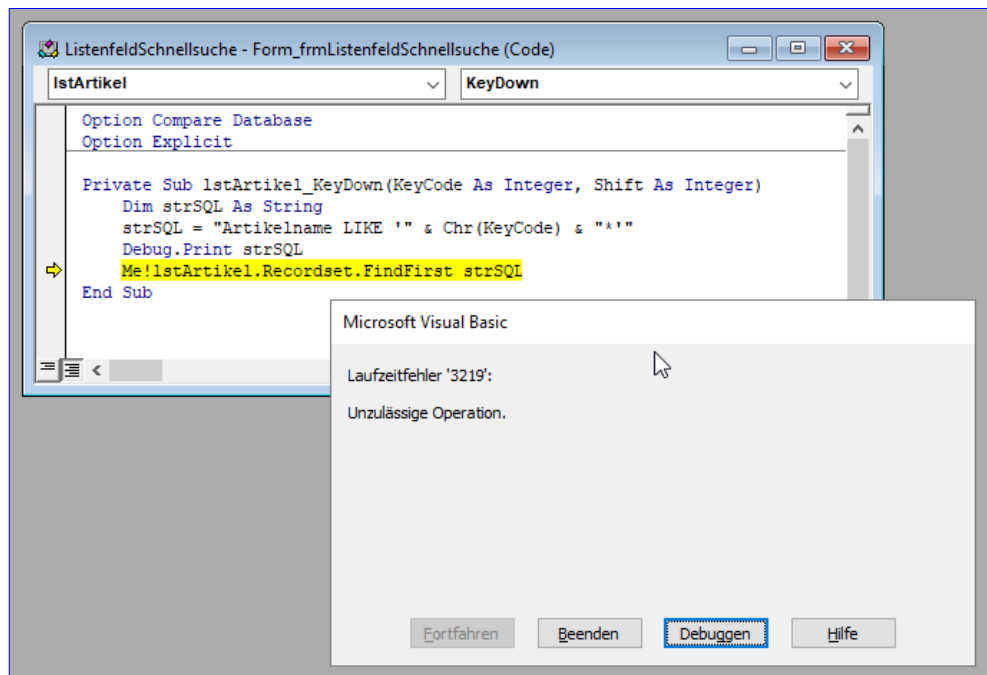 ListenfeldSchnellsuche - Form_frmListenfeldSchnellsuche (Code)
lstArtikel KeyDown
Option Compare Database
Option Explicit
Private Sub lstArtikel_KeyDown(KeyCode As Integer, Shift As Integer)
Dim strSQL As String
strSQL = "Artikelname LIKE '" & Chr(KeyCode) & "*'"
Debug.Print strSQL
Me!lstArtikel.Recordset.FindFirst strSQL
End Sub
Microsoft Visual Basic
Laufzeitfehler '3219':
Unzulässige Operation.
Fortfahren Beenden Debuggen Hilfe